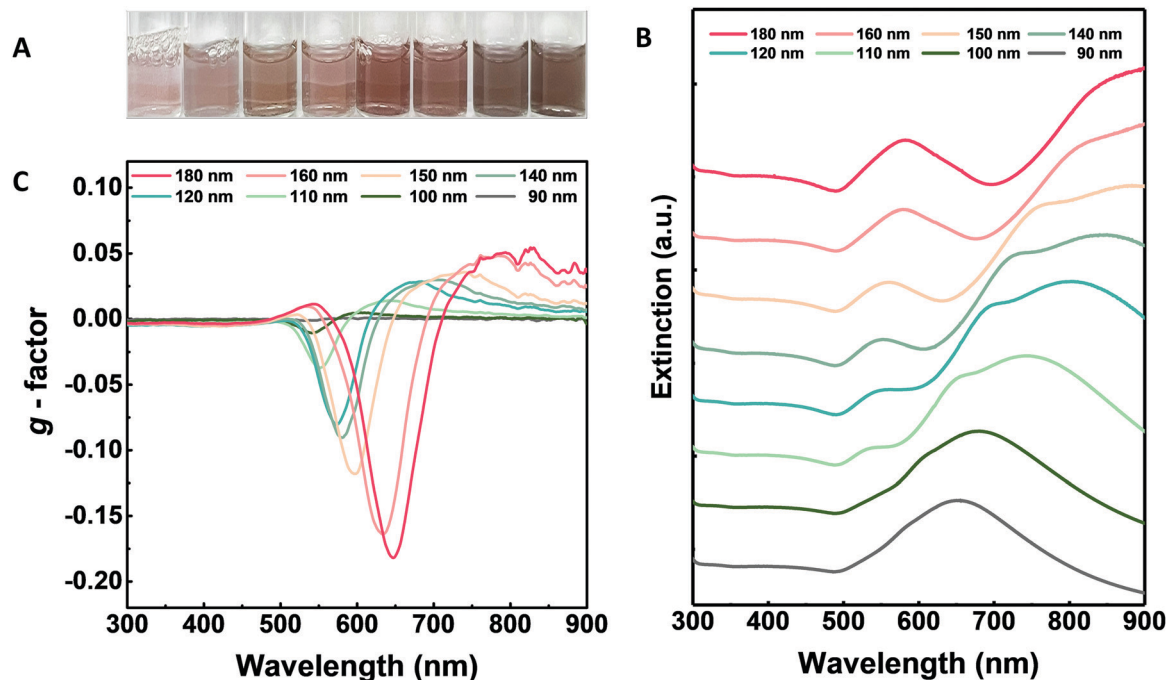 A
B
180 nm 160 nm 150 nm 140 nm
120 nm 110 nm 100 nm 90 nm
Extinction (a.u.)
300 400 500 600 700 800 900
Wavelength (nm)
C
180 nm 160 nm 150 nm 140 nm
120 nm 110 nm 100 nm 90 nm
0.10
0.05
0.00
-0.05
-0.10
-0.15
-0.20
g - factor
300 400 500 600 700 800 900
Wavelength (nm)